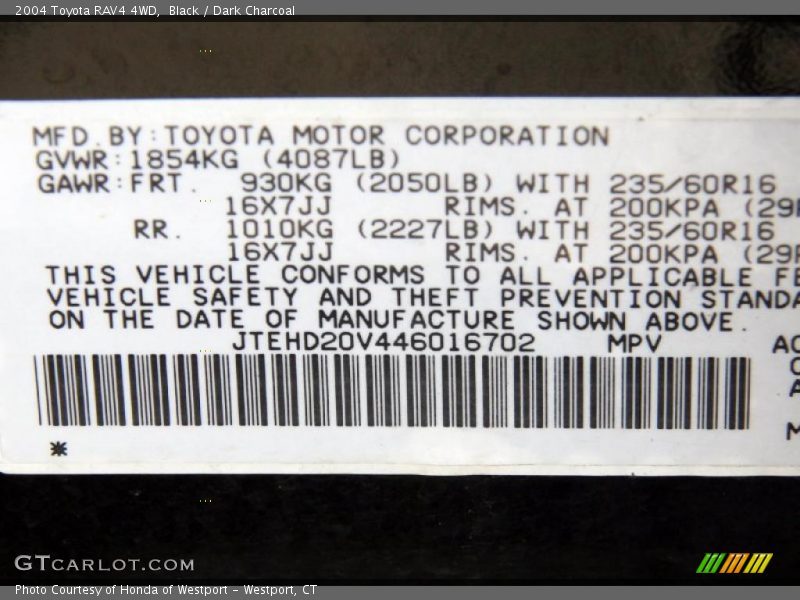 2004 Toyota RAV4 4WD,  Black / Dark Charcoal
MFD.BY:TOYOTA MOTOR CORPORATION
GVWR:1854KG (4087LB)
GAWR:FRT. 930KG (2050LB) WITH 235/60R16
16X7JJ RIMS. AT 200KPA (29
RR. 1010KG (2227LB) WITH 235/60R16
16X7JJ RIMS. AT 200KPA (29
THIS VEHICLE CONFORMS TO ALL APPLICABLE FE
VEHICLE SAFETY AND THEFT PREVENTION STANDA
ON THE DATE OF MANUFACTURE SHOWN ABOVE.
JTEHD20V446016702 MPV
*
GTCARLOT.COM
Photo Courtesy of Honda of Westport - Westport, CT